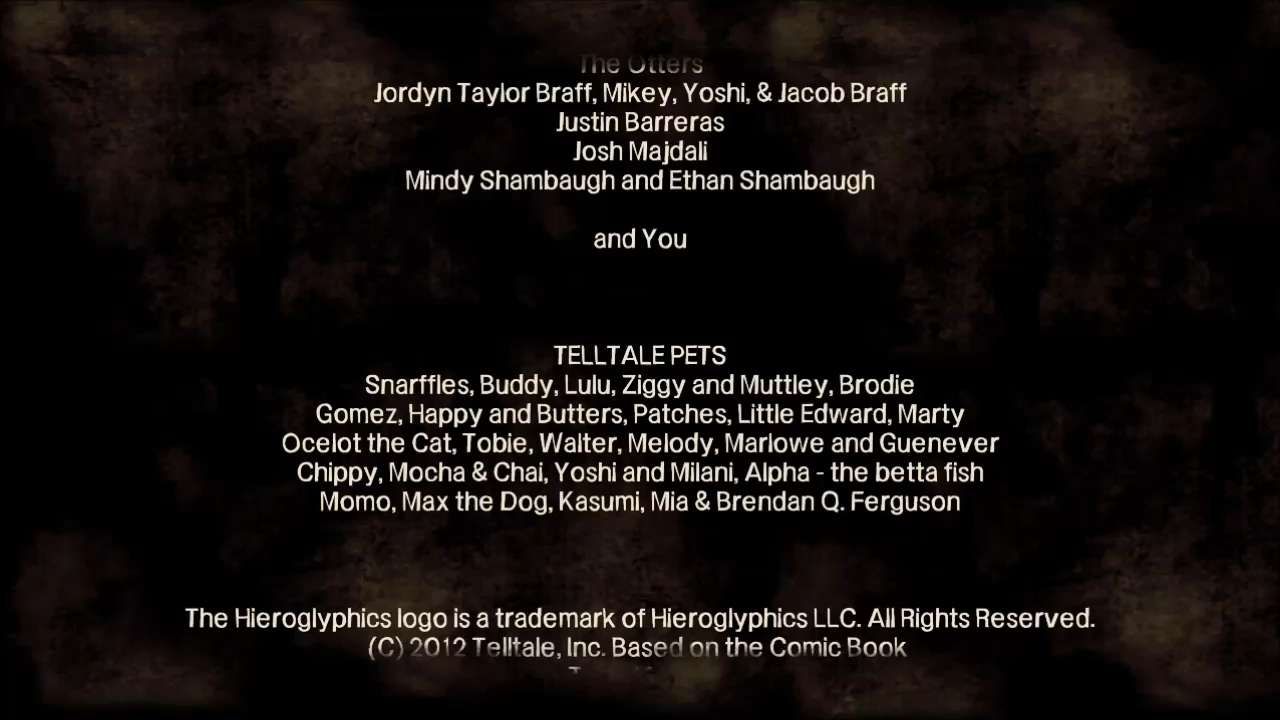 The Otters
Jordyn Taylor Braff, Mikey, Yoshi, & Jacob Braff
Justin Barreras
Josh Majdali
Mindy Shambaugh and Ethan Shambaugh
and You
TELLTALE PETS
Snarffles, Buddy, Lulu, Ziggy and Muttley, Brodie
Gomez, Happy and Butters, Patches, Little Edward, Marty
Ocelot the Cat, Tobie, Walter, Melody, Marlowe and Guenever
Chippy, Mocha & Chai, Yoshi and Milani, Alpha - the betta fish
Momo, Max the Dog, Kasumi, Mia & Brendan Q. Ferguson
The Hieroglyphics logo is a trademark of Hieroglyphics LLC. All Rights Reserved.
(C) 2012 Telltale, Inc. Based on the Comic Book